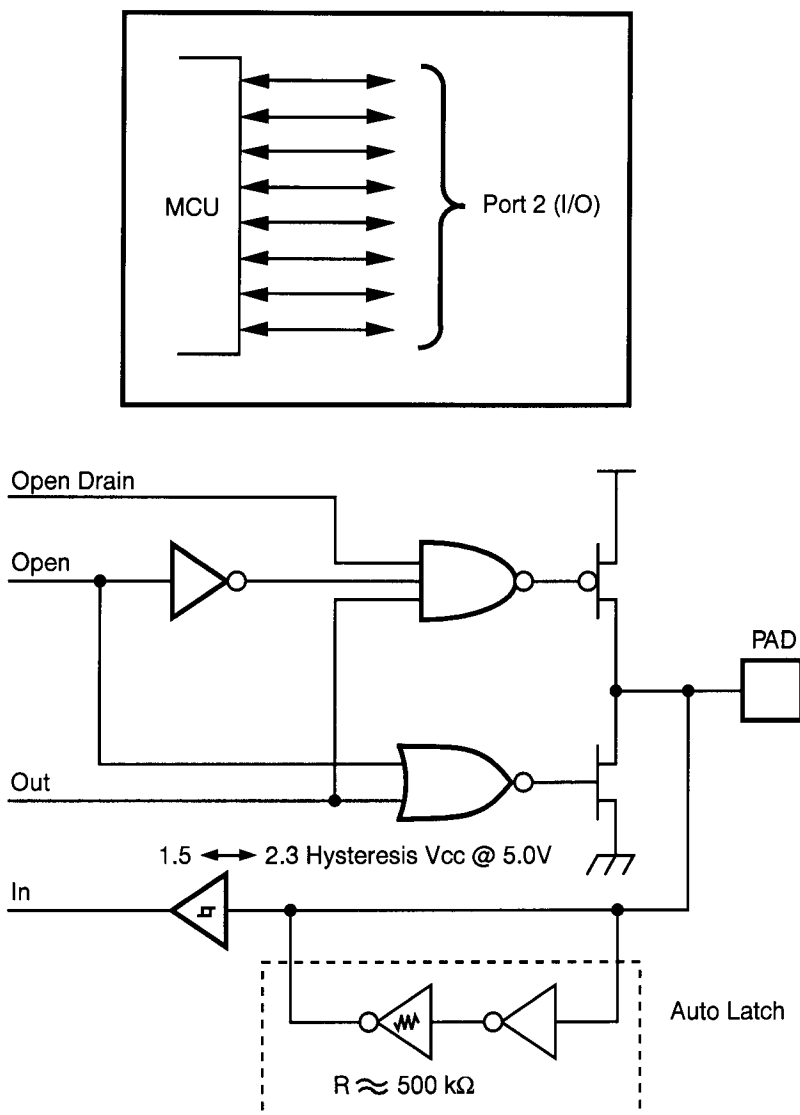 MCU
Port 2 (I/O)
Open Drain
Open
PAD
Out
1.5 ↔ 2.3 Hysteresis Vcc @ 5.0V
In
Auto Latch
R ≈ 500 kΩ